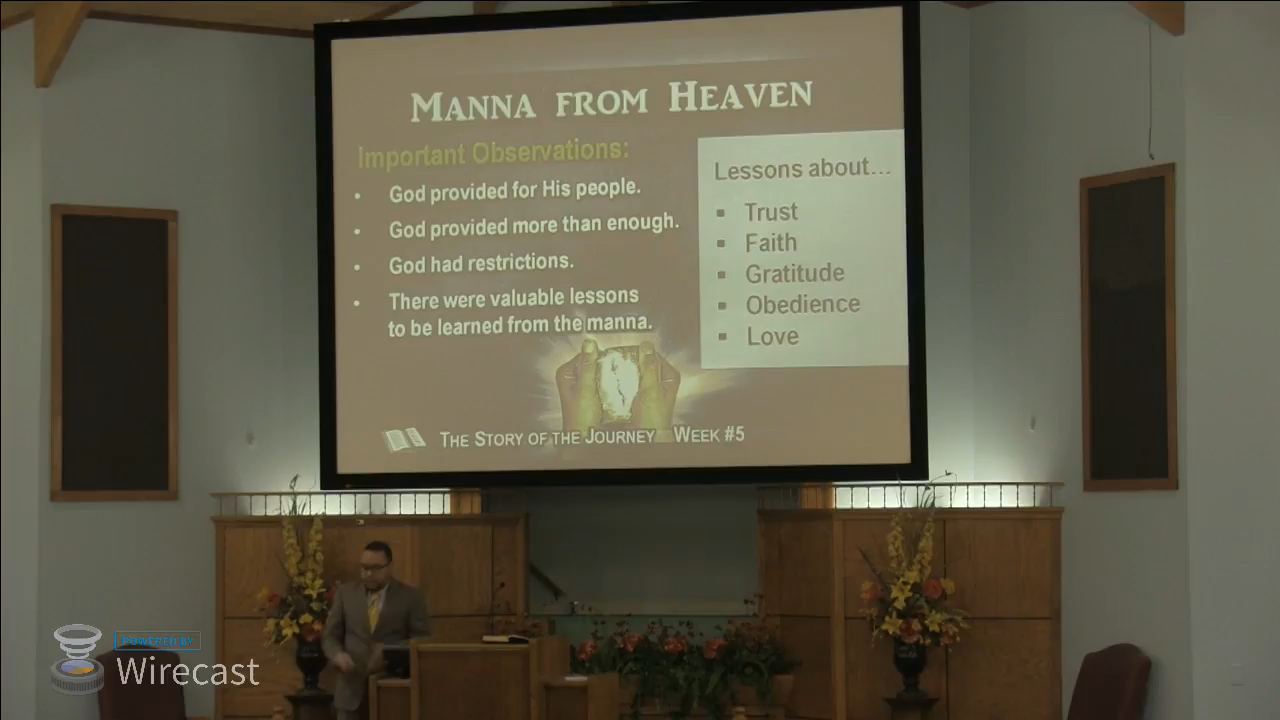 MANNA FROM HEAVEN
Important Observations:
• God provided for His people.
• God provided more than enough.
• God had restrictions.
• There were valuable lessons
to be learned from the manna.
Lessons about...
▪ Trust
▪ Faith
▪ Gratitude
▪ Obedience
▪ Love
THE STORY OF THE JOURNEY WEEK #5
POWERED BY
Wirecast